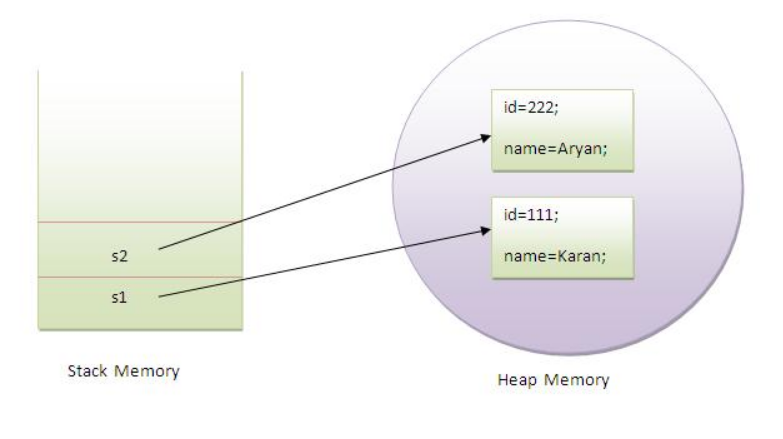 id=222;
name=Aryan;
id=111;
name=Karan;
s2
s1
Stack Memory
Heap Memory